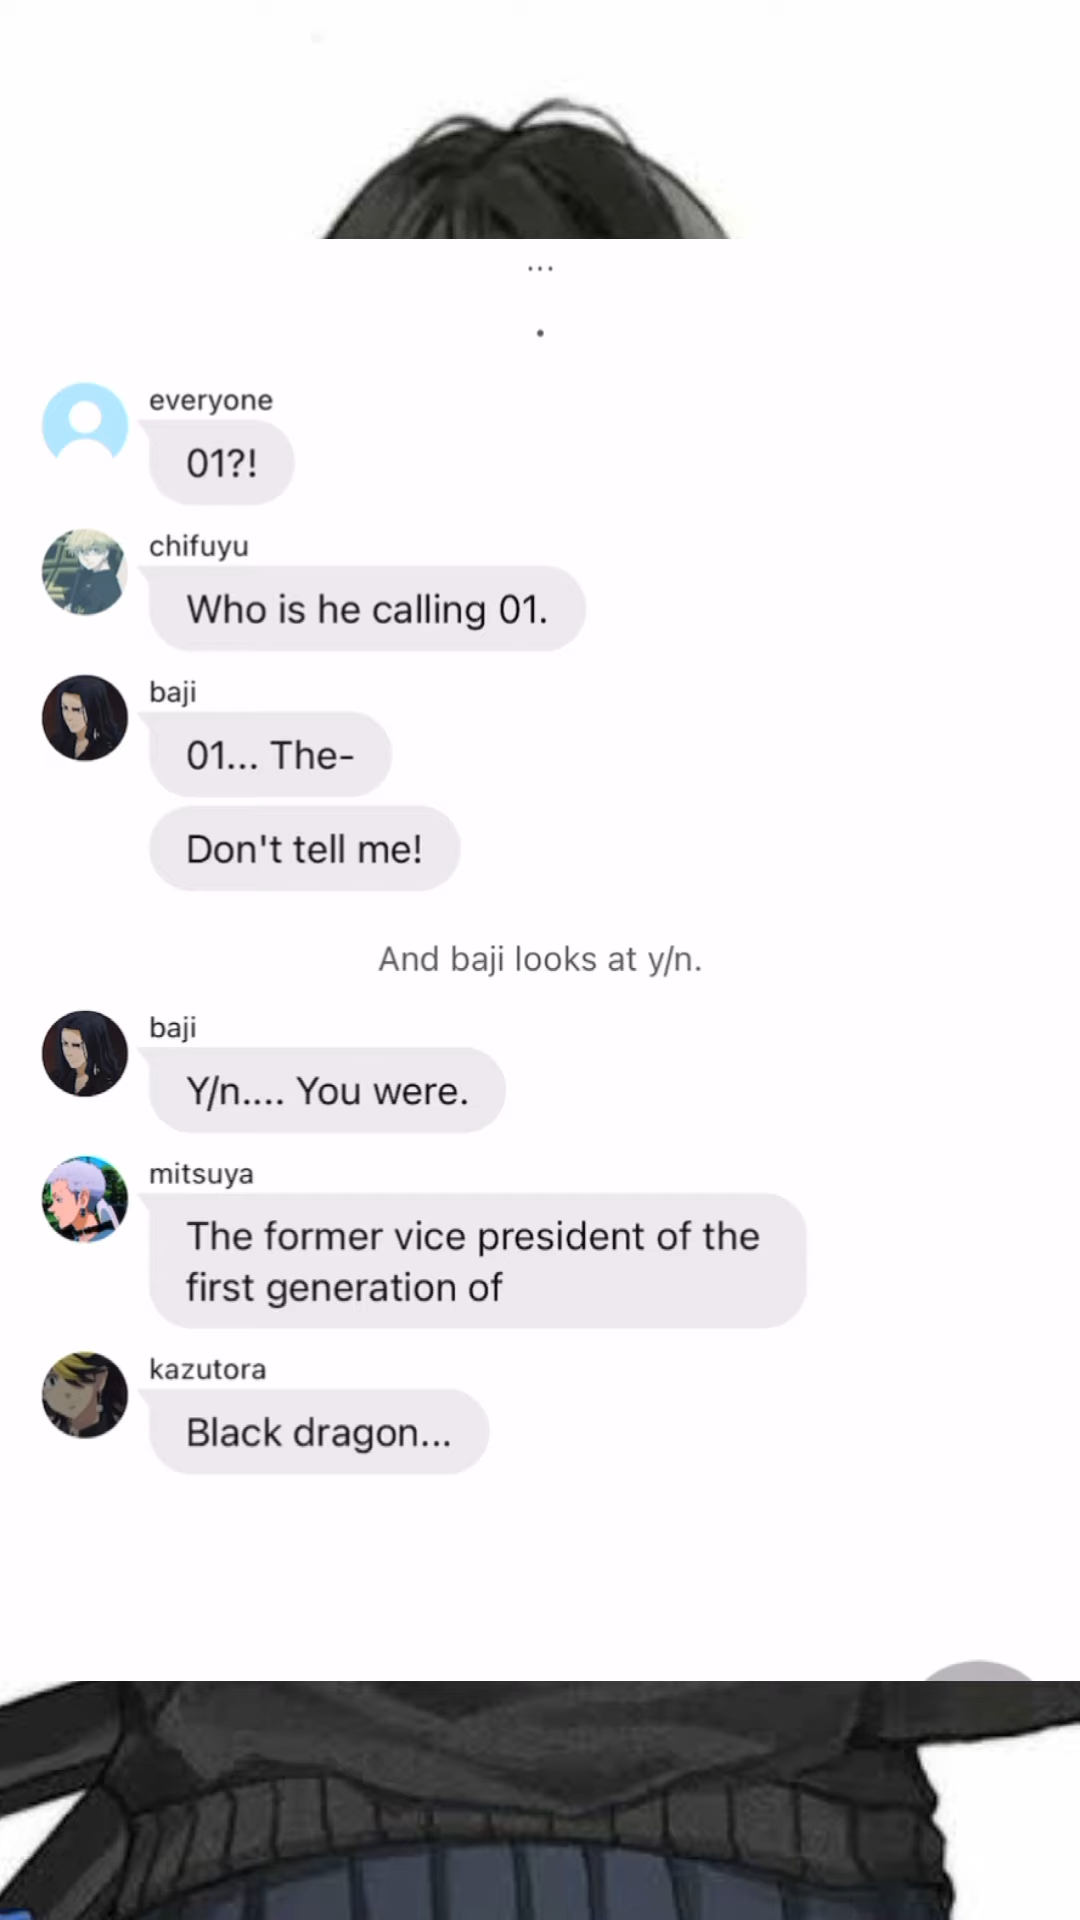 ...
.
everyone
01?!
chifuyu
Who is he calling 01.
baji
01... The-
Don't tell me!
And baji looks at y/n.
baji
Y/n.... You were.
mitsuya
The former vice president of the
first generation of
kazutora
Black dragon...